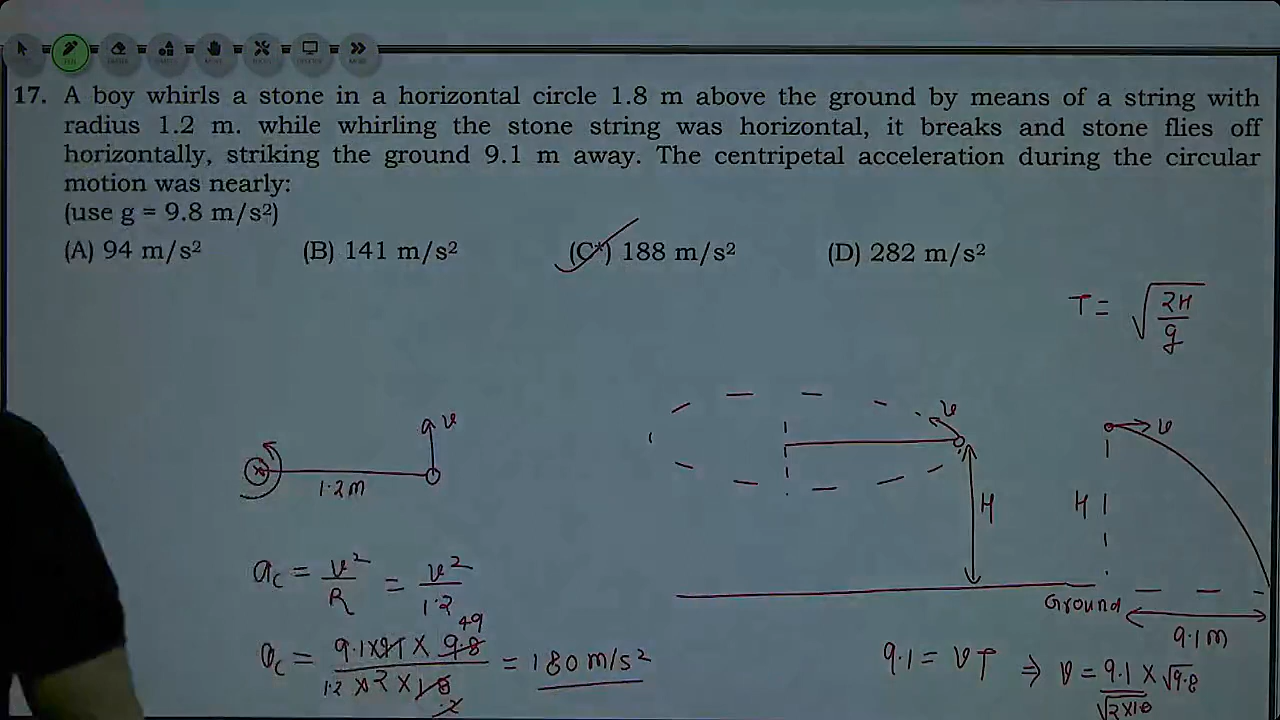 17. A boy whirls a stone in a horizontal circle 1.8 m above the ground by means of a string with
radius 1.2 m. while whirling the stone string was horizontal, it breaks and stone flies off
horizontally, striking the ground 9.1 m away. The centripetal acceleration during the circular
motion was nearly:
(use g = 9.8 m/s²)
(A) 94 m/s² (B) 141 m/s² (C*) 188 m/s² (D) 282 m/s²
T = √(2H/g)
v
v
v
1.2m
H
H
a_c = v²/R = v²/1.2
Ground
9.1m
= 180 m/s²
9.1 = vT ⇒ v = 9.1 × √9.8